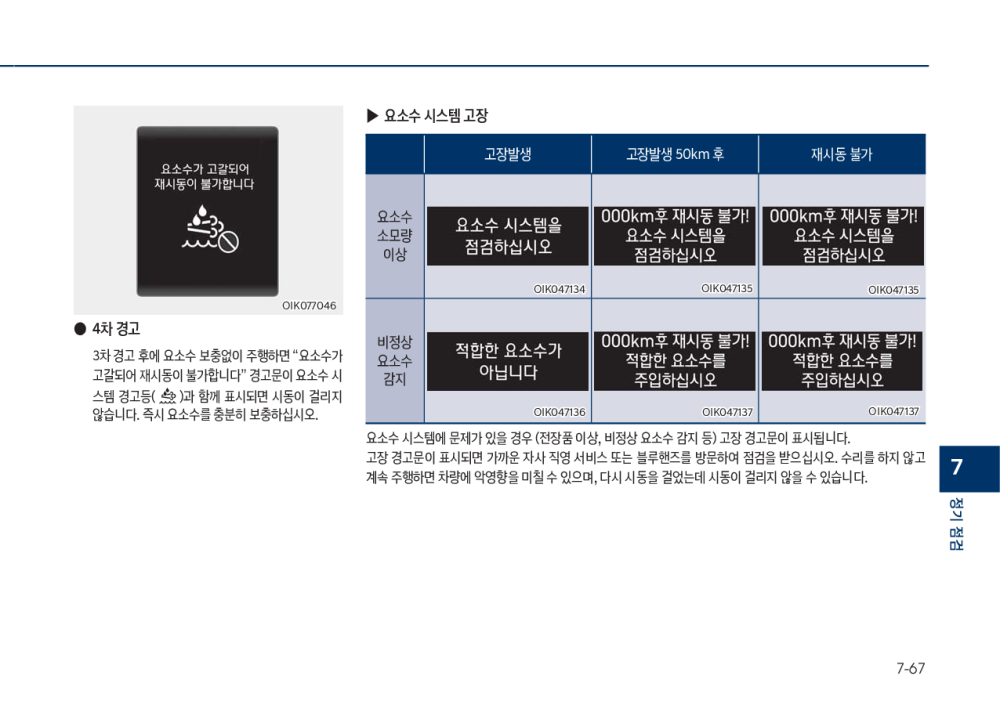 요소수가 고갈되어
재시동이 불가합니다
OIK077046
● 4차 경고
3차 경고 후에 요소수 보충없이 주행하면 “요소수가
고갈되어 재시동이 불가합니다” 경고문이 요소수 시
스템 경고등( )과 함께 표시되면 시동이 걸리지
않습니다. 즉시 요소수를 충분히 보충하십시오.
▶ 요소수 시스템 고장
고장발생
고장발생 50km 후
재시동 불가
요소수
소모량
이상
요소수 시스템을
점검하십시오
OIK047134
000km후 재시동 불가!
요소수 시스템을
점검하십시오
OIK047135
000km후 재시동 불가!
요소수 시스템을
점검하십시오
OIK047135
비정상
요소수
감지
적합한 요소수가
아닙니다
OIK047136
000km후 재시동 불가!
적합한 요소수를
주입하십시오
OIK047137
000km후 재시동 불가!
적합한 요소수를
주입하십시오
OIK047137
요소수 시스템에 문제가 있을 경우 (전장품 이상, 비정상 요소수 감지 등) 고장 경고문이 표시됩니다.
고장 경고문이 표시되면 가까운 자사 직영 서비스 또는 블루핸즈를 방문하여 점검을 받으십시오. 수리를 하지 않고
계속 주행하면 차량에 악영향을 미칠 수 있으며, 다시 시동을 걸었는데 시동이 걸리지 않을 수 있습니다.
7
정기 점검
7-67